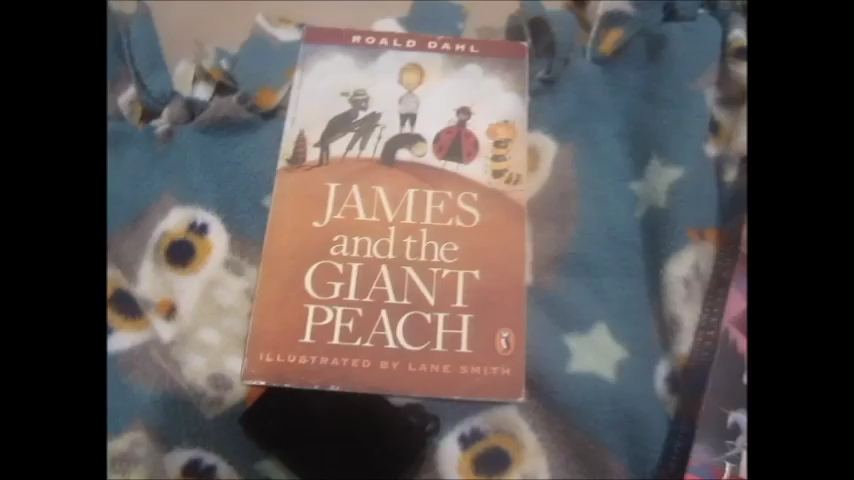 ROALD DAHL
JAMES
and the
GIANT
PEACH
ILLUSTRATED BY LANE SMITH